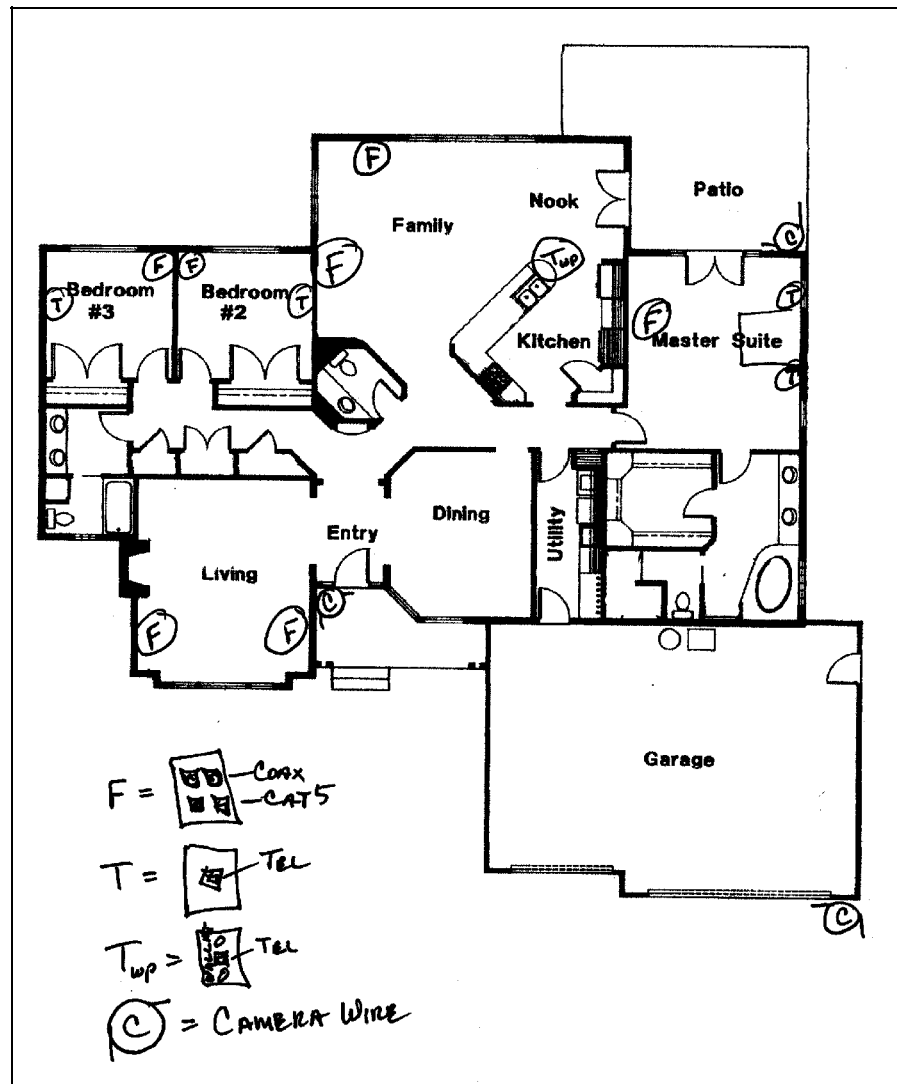 Patio
F
Nook
Family
C
F
Twp
F
F
T
Bedroom
#3
T
Bedroom
#2
T
F
Kitchen
Master Suite
T
Dining
Utility
Entry
Living
C
F
F
Garage
F = COAX
CAT5
T = TEL
Twp = TEL
C = CAMERA WIRE
C